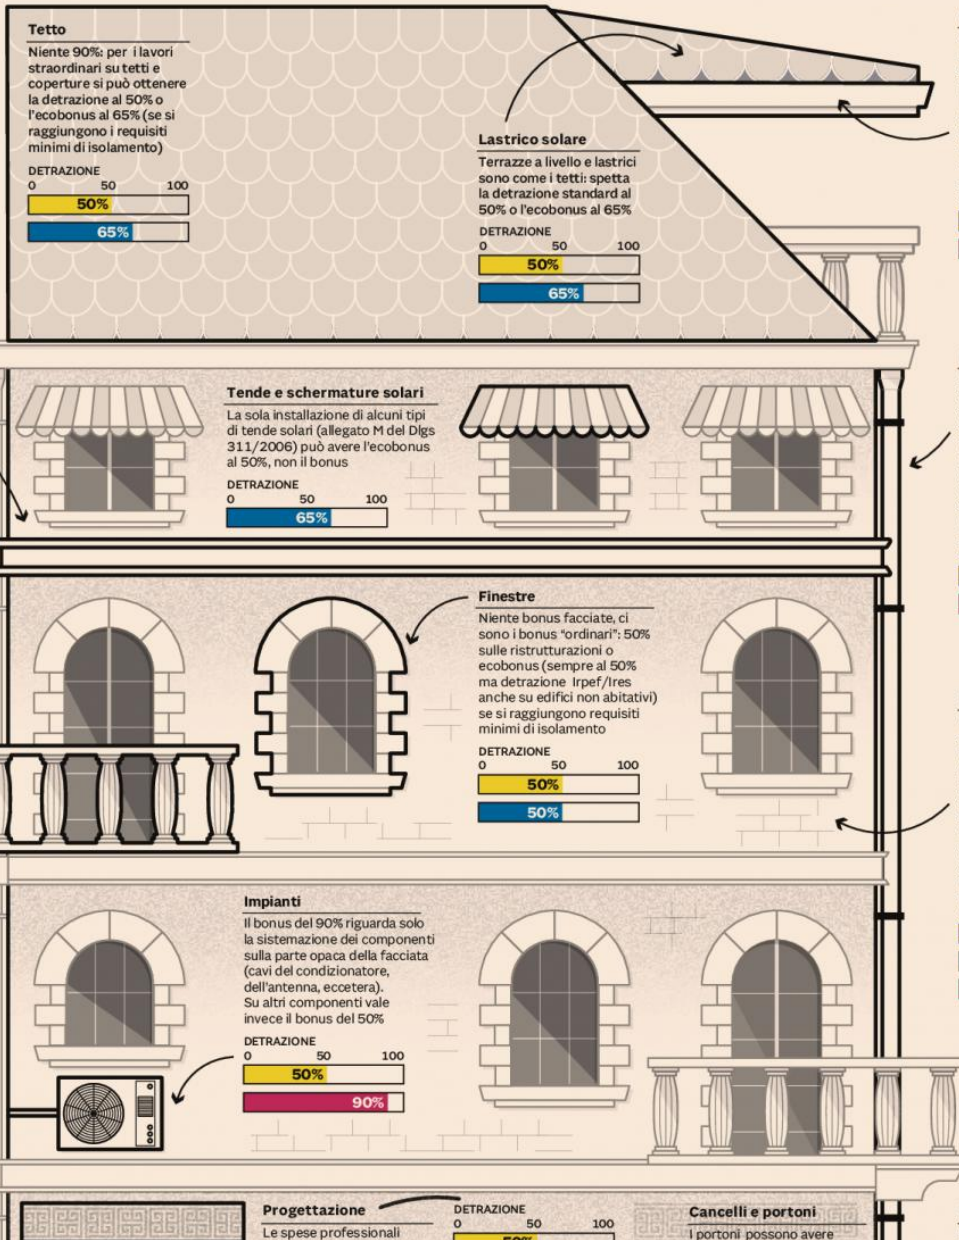 Tetto
Niente 90%: per i lavori
straordinari su tetti e
coperture si può ottenere
la detrazione al 50% o
l'ecobonus al 65% (se si
raggiungono i requisiti
minimi di isolamento)
DETRAZIONE
0 50 100
50%
65%
Lastrico solare
Terrazze a livello e lastrici
sono come i tetti: spetta
la detrazione standard al
50% o l'ecobonus al 65%
DETRAZIONE
0 50 100
50%
65%
Tende e schermature solari
La sola installazione di alcuni tipi
di tende solari (allegato M del Dlgs
311/2006) può avere l'ecobonus
al 50%, non il bonus
DETRAZIONE
0 50 100
65%
Finestre
Niente bonus facciate, ci
sono i bonus "ordinari": 50%
sulle ristrutturazioni o
ecobonus (sempre al 50%
ma detrazione Irpef/Ires
anche su edifici non abitativi)
se si raggiungono requisiti
minimi di isolamento
DETRAZIONE
0 50 100
50%
50%
Impianti
Il bonus del 90% riguarda solo
la sistemazione dei componenti
sulla parte opaca della facciata
(cavi del condizionatore,
dell'antenna, eccetera).
Su altri componenti vale
invece il bonus del 50%
DETRAZIONE
0 50 100
50%
90%
Progettazione
Le spese professionali
DETRAZIONE
0 50 100
50%
Cancelli e portoni
I portoni possono avere